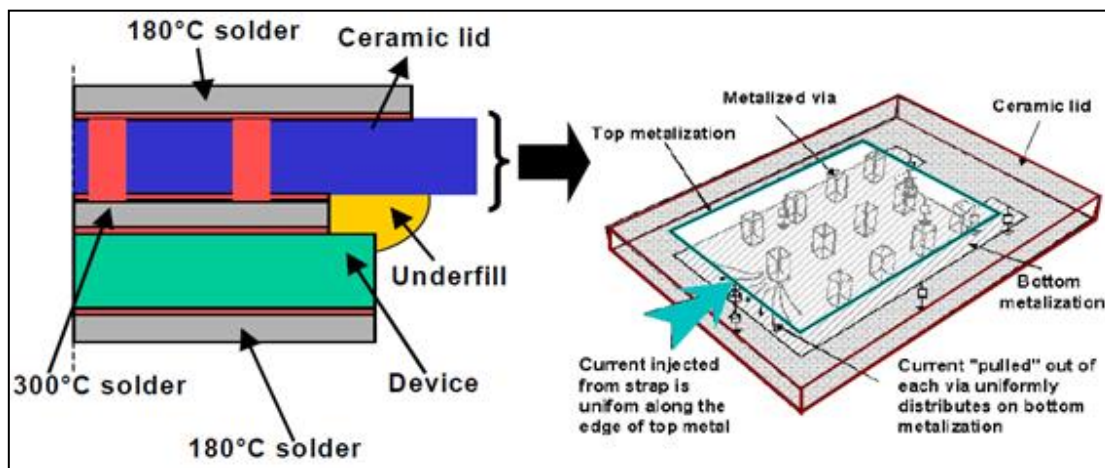 180°C solder
Ceramic lid
Underfill
300°C solder
Device
180°C solder
Metalized via
Ceramic lid
Top metalization
Bottom
metalization
Current injected
from strap is
unifom along the
edge of top metal
Current "pulled" out of
each via uniformly
distributes on bottom
metalization